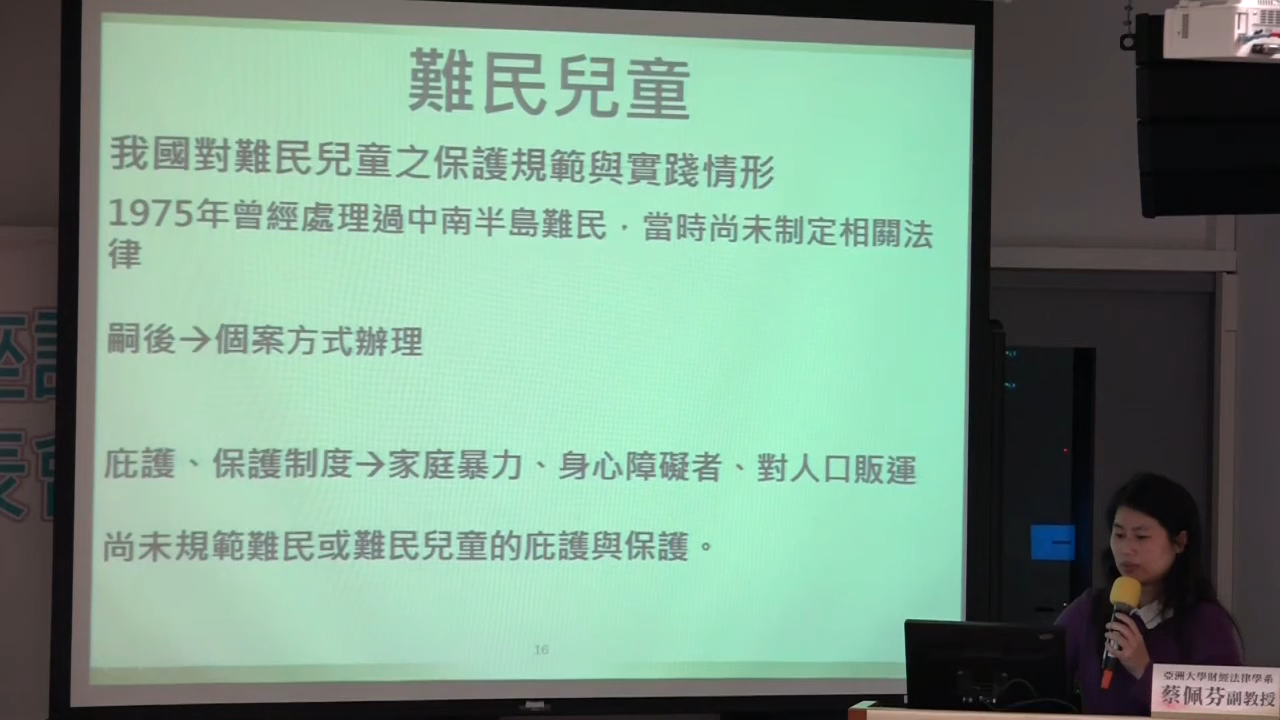 難民兒童
我國對難民兒童之保護規範與實踐情形
1975年曾經處理過中南半島難民，當時尚未制定相關法
律
嗣後→個案方式辦理
庇護、保護制度→家庭暴力、身心障礙者、對人口販運
尚未規範難民或難民兒童的庇護與保護。
16
亞洲大學財經法律學系
蔡佩芬副教授